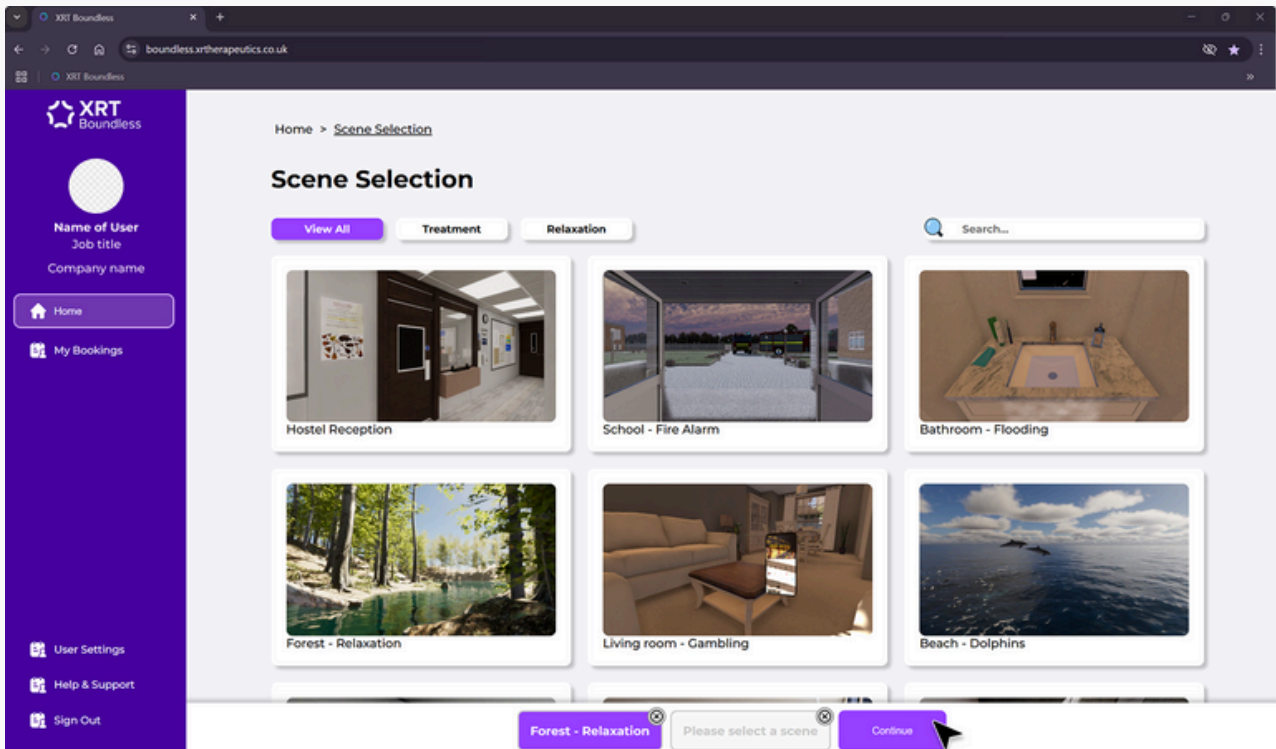 XRT Boundless
boundless.xrtherapeutics.co.uk
XRT Boundless
XRT
Boundless
Name of User
Job title
Company name
Home
My Bookings
User Settings
Help & Support
Sign Out
Home > Scene Selection
Scene Selection
View All Treatment Relaxation Search...
Hostel Reception School - Fire Alarm Bathroom - Flooding
Forest - Relaxation Living room - Gambling Beach - Dolphins
Forest - Relaxation Please select a scene Continue